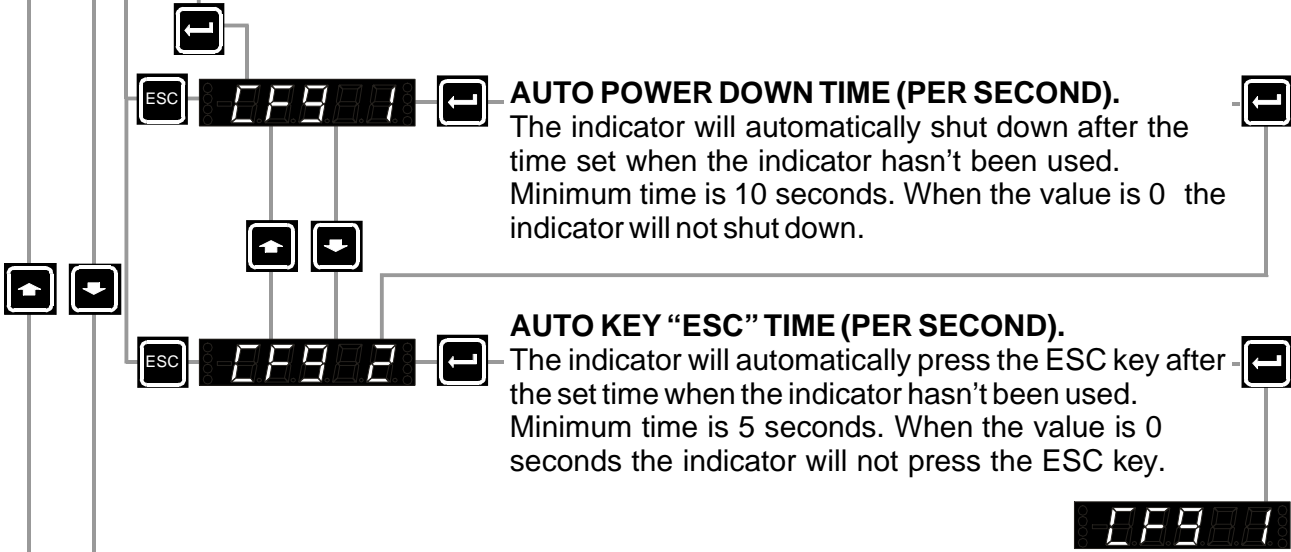 ESC
CFg 1
AUTO POWER DOWN TIME (PER SECOND).
The indicator will automatically shut down after the
time set when the indicator hasn't been used.
Minimum time is 10 seconds. When the value is 0 the
indicator will not shut down.
ESC
CFg 2
AUTO KEY “ESC” TIME (PER SECOND).
The indicator will automatically press the ESC key after
the set time when the indicator hasn't been used.
Minimum time is 5 seconds. When the value is 0
seconds the indicator will not press the ESC key.
CFg 1